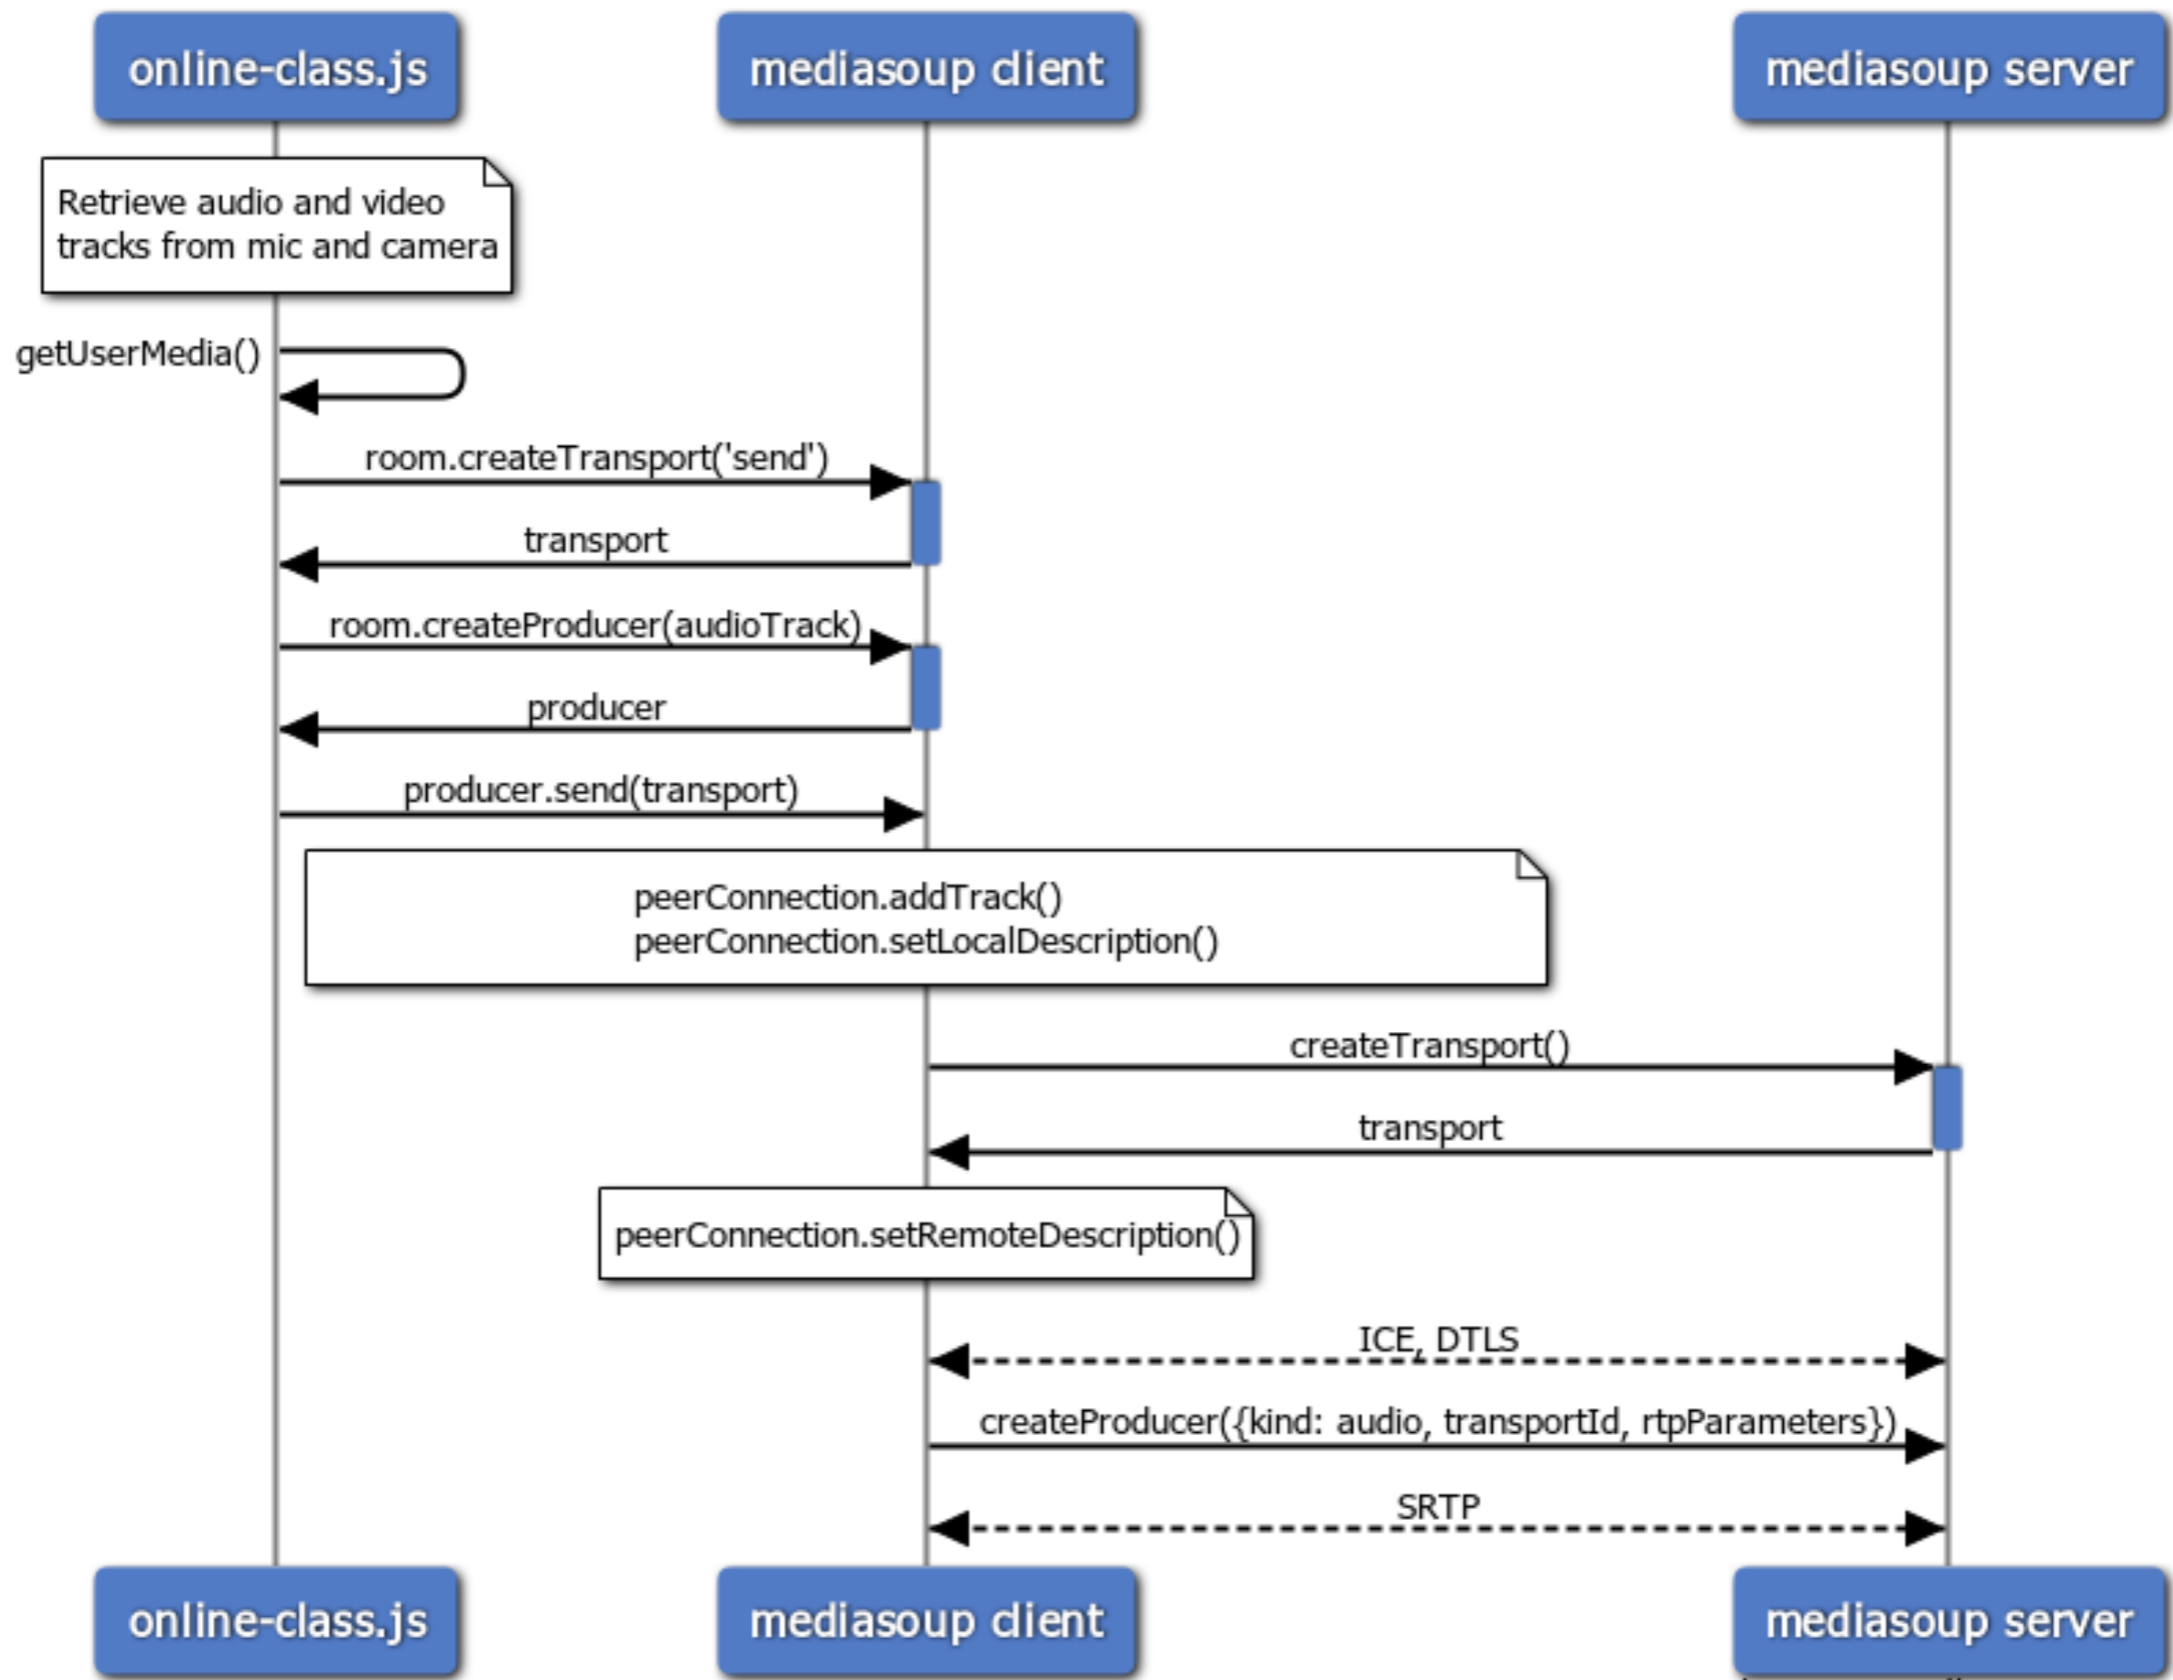 online-class.js
mediasoup client
mediasoup server
Retrieve audio and video
tracks from mic and camera
getUserMedia()
room.createTransport('send')
transport
room.createProducer(audioTrack)
producer
producer.send(transport)
peerConnection.addTrack()
peerConnection.setLocalDescription()
createTransport()
transport
peerConnection.setRemoteDescription()
ICE, DTLS
createProducer({kind: audio, transportId, rtpParameters})
SRTP
online-class.js
mediasoup client
mediasoup server